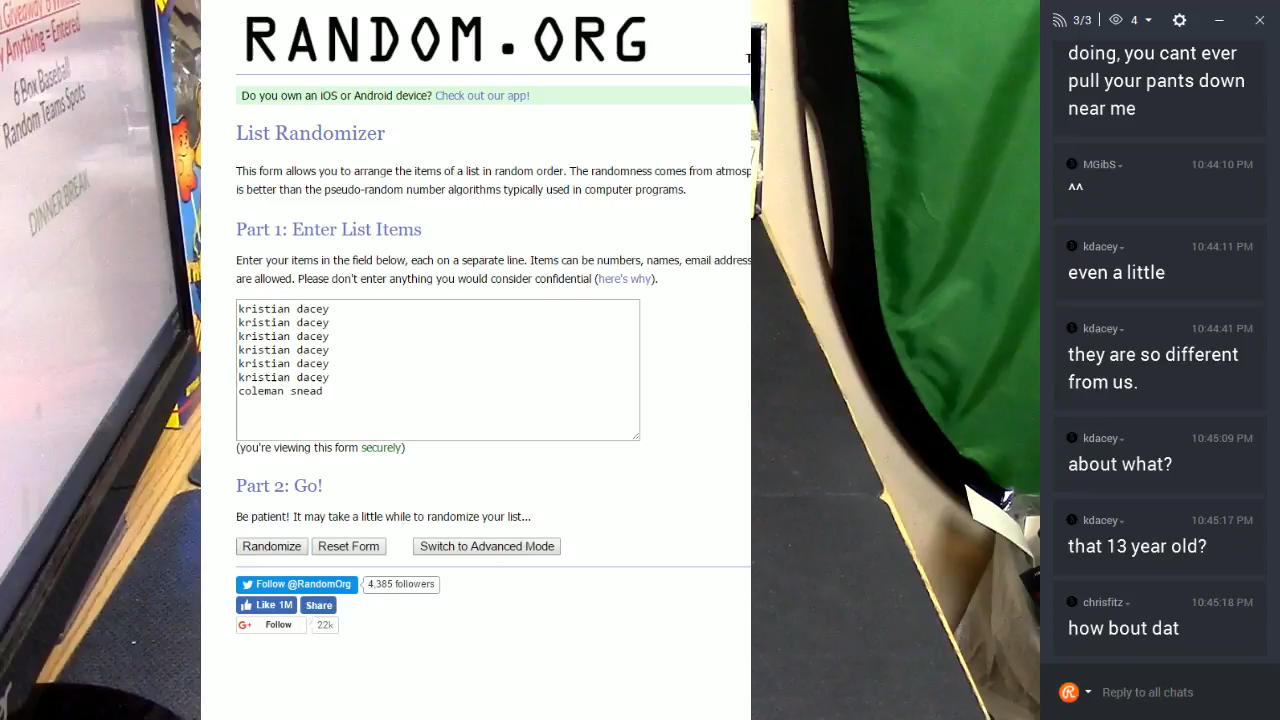 Giveaway
y Anything - Entered
6 Box Baseball
Random Teams Spots
DINNER BREAK
RANDOM.ORG
Do you own an iOS or Android device? Check out our app!
List Randomizer
This form allows you to arrange the items of a list in random order. The randomness comes from atmosp
is better than the pseudo-random number algorithms typically used in computer programs.
Part 1: Enter List Items
Enter your items in the field below, each on a separate line. Items can be numbers, names, email address
are allowed. Please don't enter anything you would consider confidential (here's why).
kristian dacey
kristian dacey
kristian dacey
kristian dacey
kristian dacey
kristian dacey
coleman snead
(you're viewing this form securely)
Part 2: Go!
Be patient! It may take a little while to randomize your list...
Randomize Reset Form Switch to Advanced Mode
Follow @RandomOrg 4,385 followers
Like 1M Share
G+ Follow 22k
3/3 4
doing, you cant ever
pull your pants down
near me
MGibS 10:44:10 PM
^^
kdacey 10:44:11 PM
even a little
kdacey 10:44:41 PM
they are so different
from us.
kdacey 10:45:09 PM
about what?
kdacey 10:45:17 PM
that 13 year old?
chrisfitz 10:45:18 PM
how bout dat
Reply to all chats